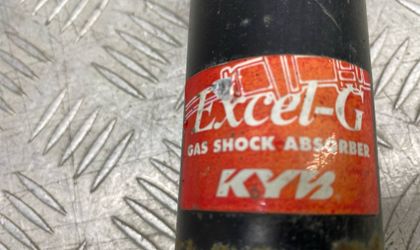 Excel-G
GAS SHOCK ABSORBER
KYB